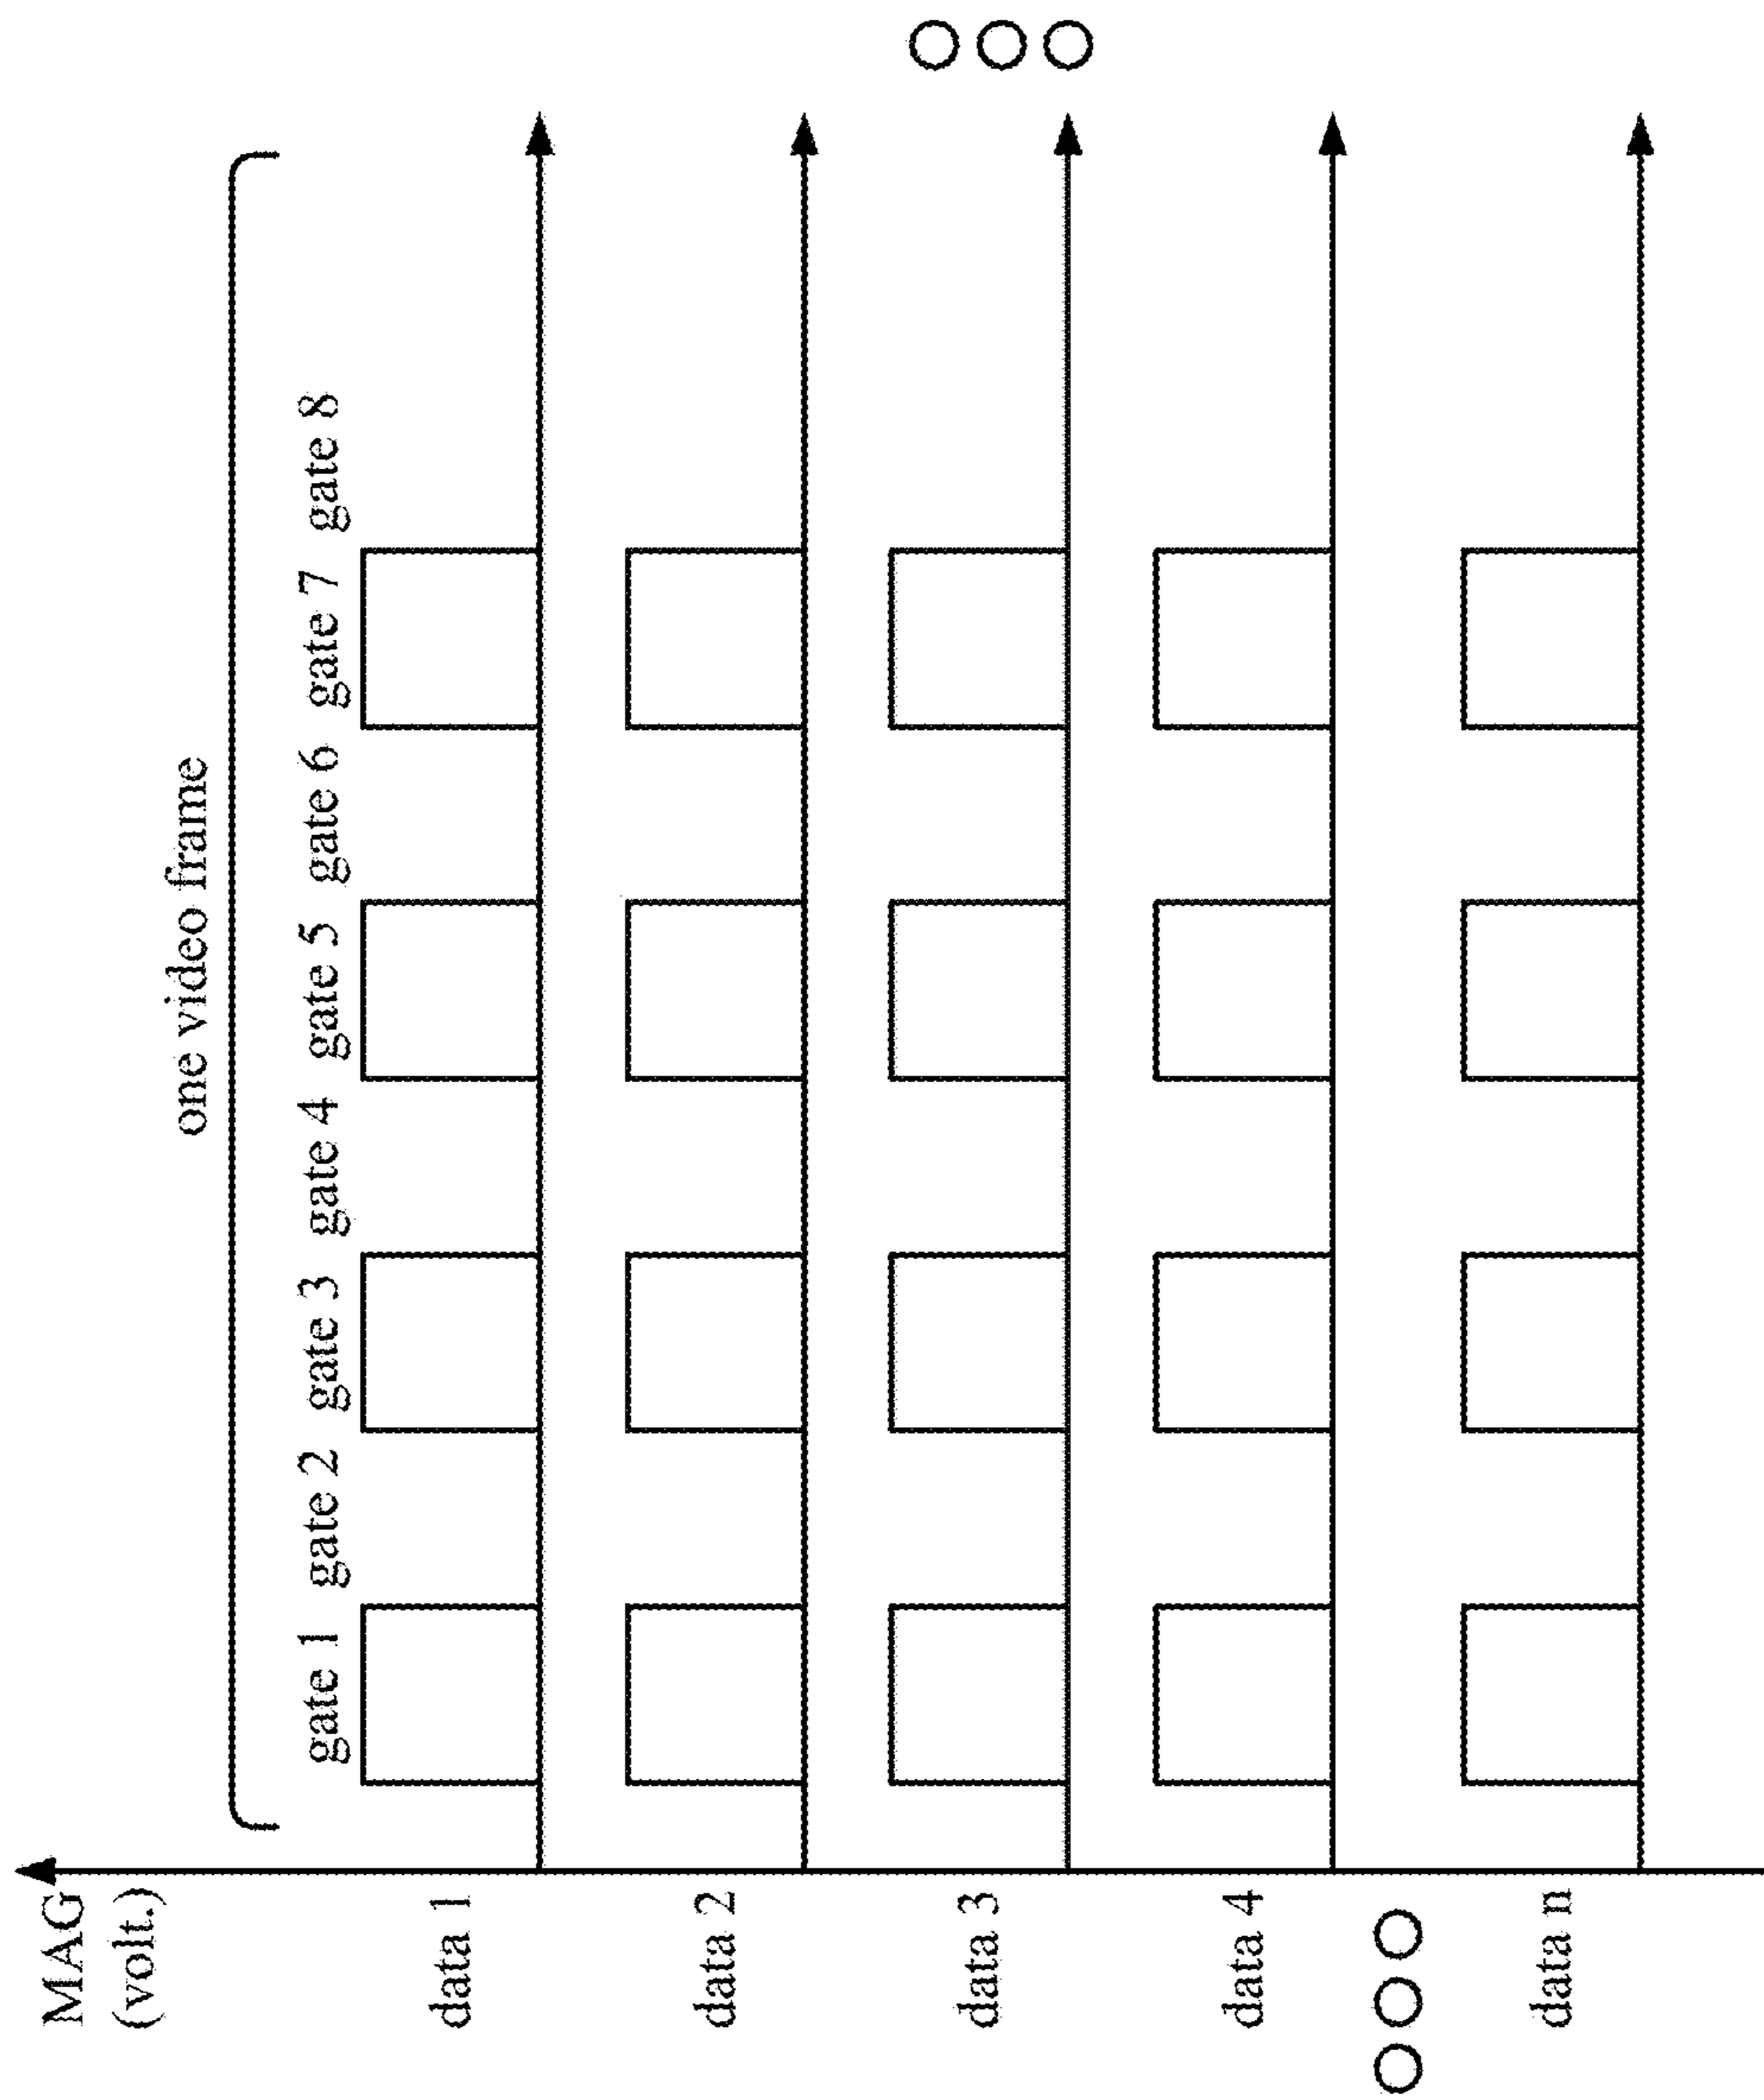 MAG
(volt.)
one video frame
gate 1 gate 2 gate 3 gate 4 gate 5 gate 6 gate 7 gate 8
data 1
data 2
data 3
data 4
data n